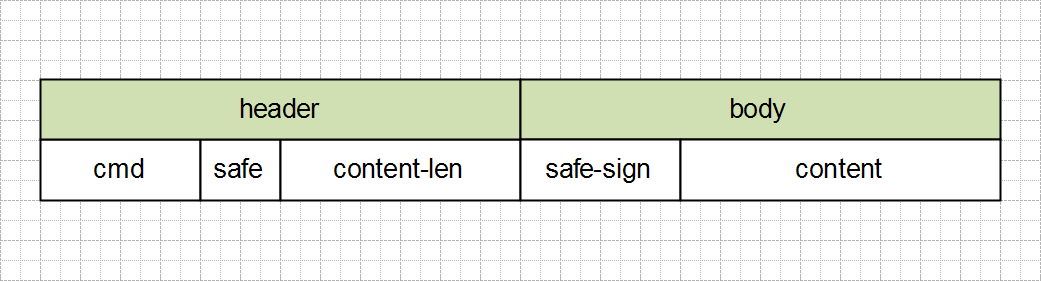 header body
cmd safe content-len safe-sign content